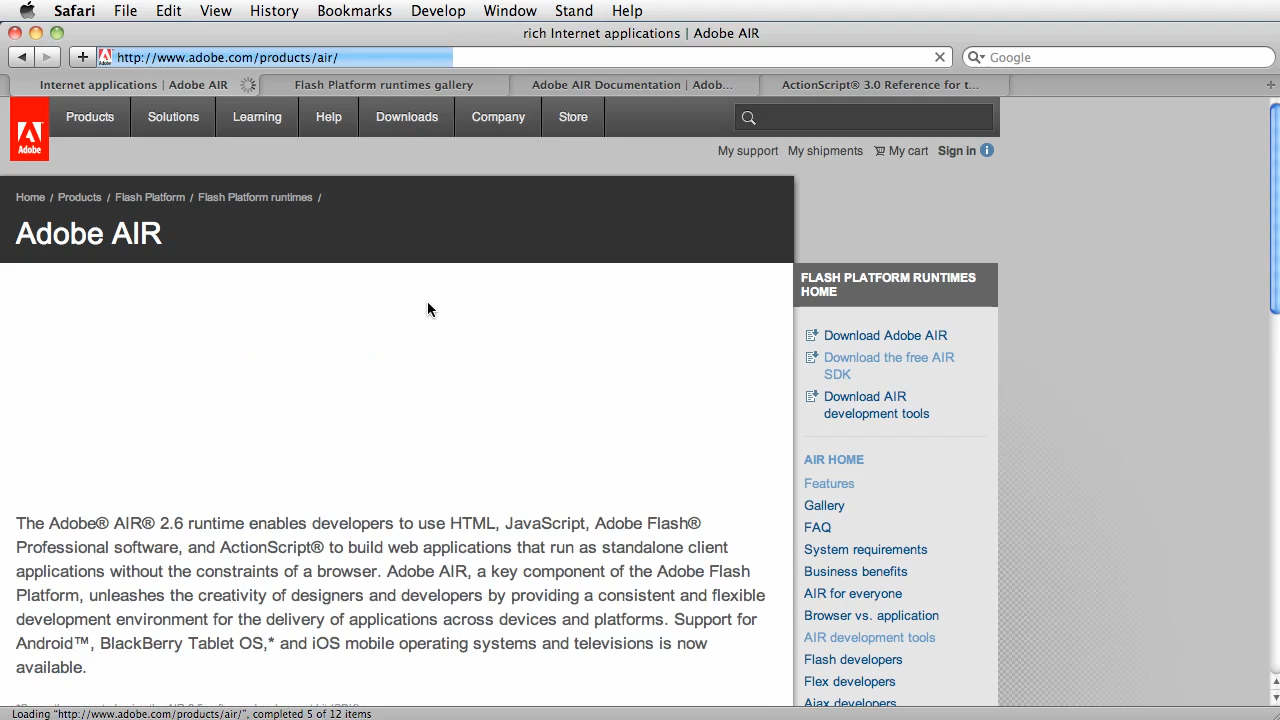 Safari File Edit View History Bookmarks Develop Window Stand Help
rich Internet applications | Adobe AIR
http://www.adobe.com/products/air/
Google
Internet applications | Adobe AIR
Flash Platform runtimes gallery
Adobe AIR Documentation | Adob...
ActionScript® 3.0 Reference for t...
Adobe
Products Solutions Learning Help Downloads Company Store
My support My shipments My cart Sign in
Home / Products / Flash Platform / Flash Platform runtimes /
Adobe AIR
The Adobe® AIR® 2.6 runtime enables developers to use HTML, JavaScript, Adobe Flash®
Professional software, and ActionScript® to build web applications that run as standalone client
applications without the constraints of a browser. Adobe AIR, a key component of the Adobe Flash
Platform, unleashes the creativity of designers and developers by providing a consistent and flexible
development environment for the delivery of applications across devices and platforms. Support for
Android™, BlackBerry Tablet OS,* and iOS mobile operating systems and televisions is now
available.
FLASH PLATFORM RUNTIMES
HOME
Download Adobe AIR
Download the free AIR
SDK
Download AIR
development tools
AIR HOME
Features
Gallery
FAQ
System requirements
Business benefits
AIR for everyone
Browser vs. application
AIR development tools
Flash developers
Flex developers
Ajax developers
Loading "http://www.adobe.com/products/air/", completed 5 of 12 items